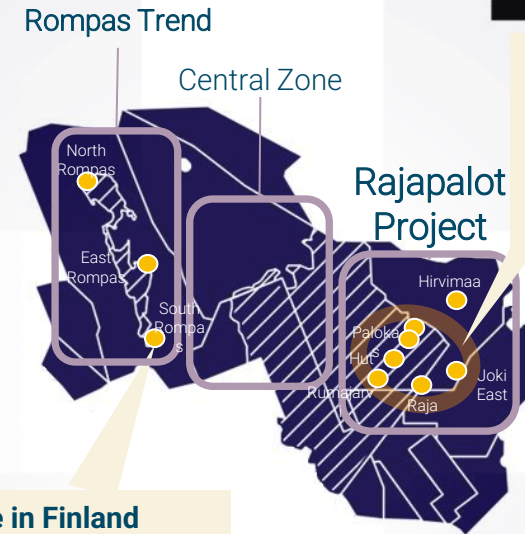 Rompas Trend
Central Zone
North
Rompas
Rajapalot
Project
East
Rompas
Hirvimaa
South
Rompa
s
Paloka
s
Hut
Joki
East
Rumajärv
Raja
e in Finland